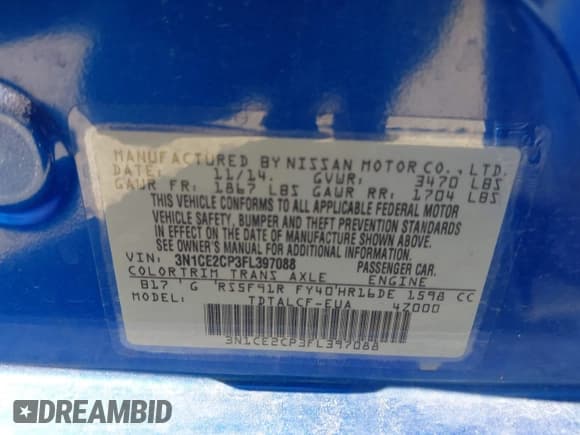 MANUFACTURED BY NISSAN MOTOR CO., LTD.
DATE: 11/14. GVWR: 3470 LBS
GAWR FR: 1867 LBS GAWR RR: 1704 LBS
THIS VEHICLE CONFORMS TO ALL APPLICABLE FEDERAL MOTOR
VEHICLE SAFETY, BUMPER AND THEFT PREVENTION STANDARDS
IN EFFECT ON THE DATE OF MANUFACTURE SHOWN ABOVE.
SEE OWNER'S MANUAL FOR ADDITIONAL INFORMATION.
VIN: 3N1CE2CP3FL397088 PASSENGER CAR.
COLOR TRIM TRANS AXLE ENGINE
B17 'G 'RS5F91R FY40'HR16DE 1598 CC
MODEL: TDTALCF-EUA 4Z000
3N1CE2CP3FL397088
DREAMBID